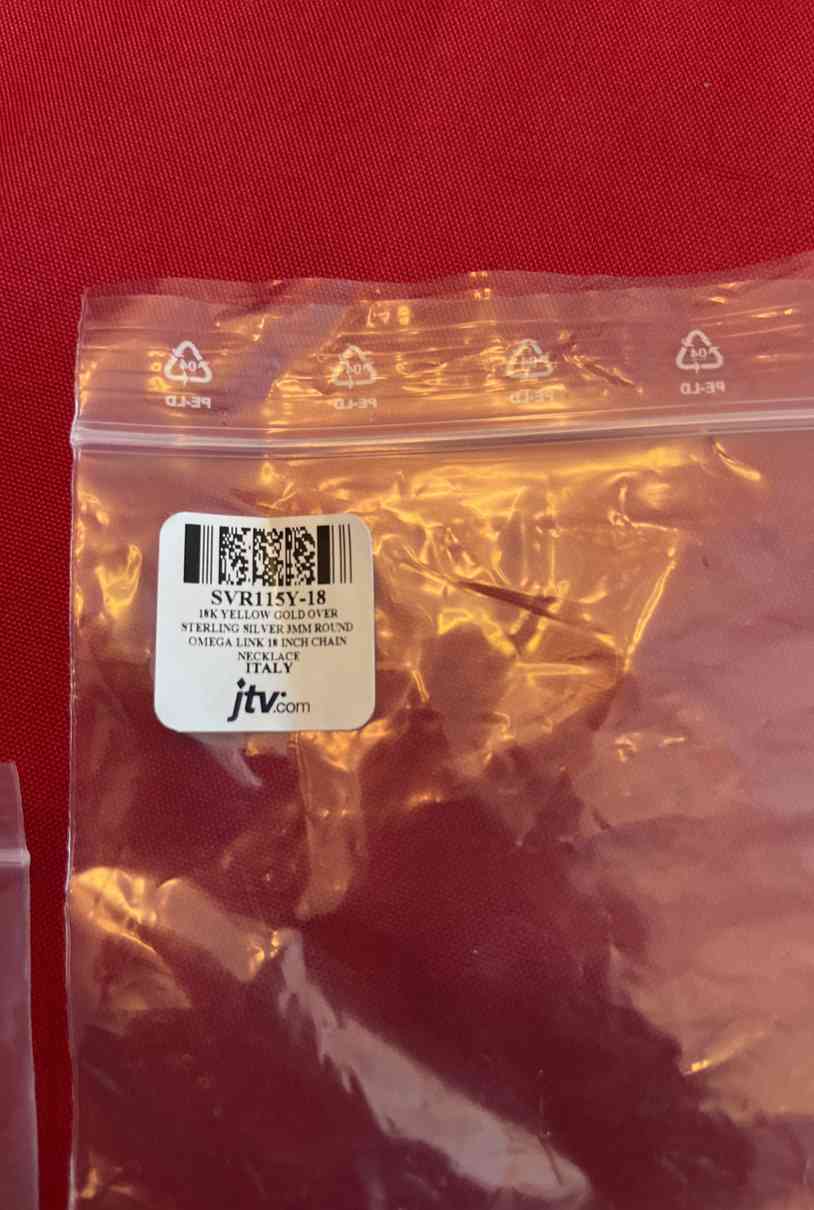 04
PE-LD
04
PE-LD
04
PE-LD
04
PE-LD
SVR115Y-18
18K YELLOW GOLD OVER
STERLING SILVER 3MM ROUND
OMEGA LINK 18 INCH CHAIN
NECKLACE
ITALY
jtv.com